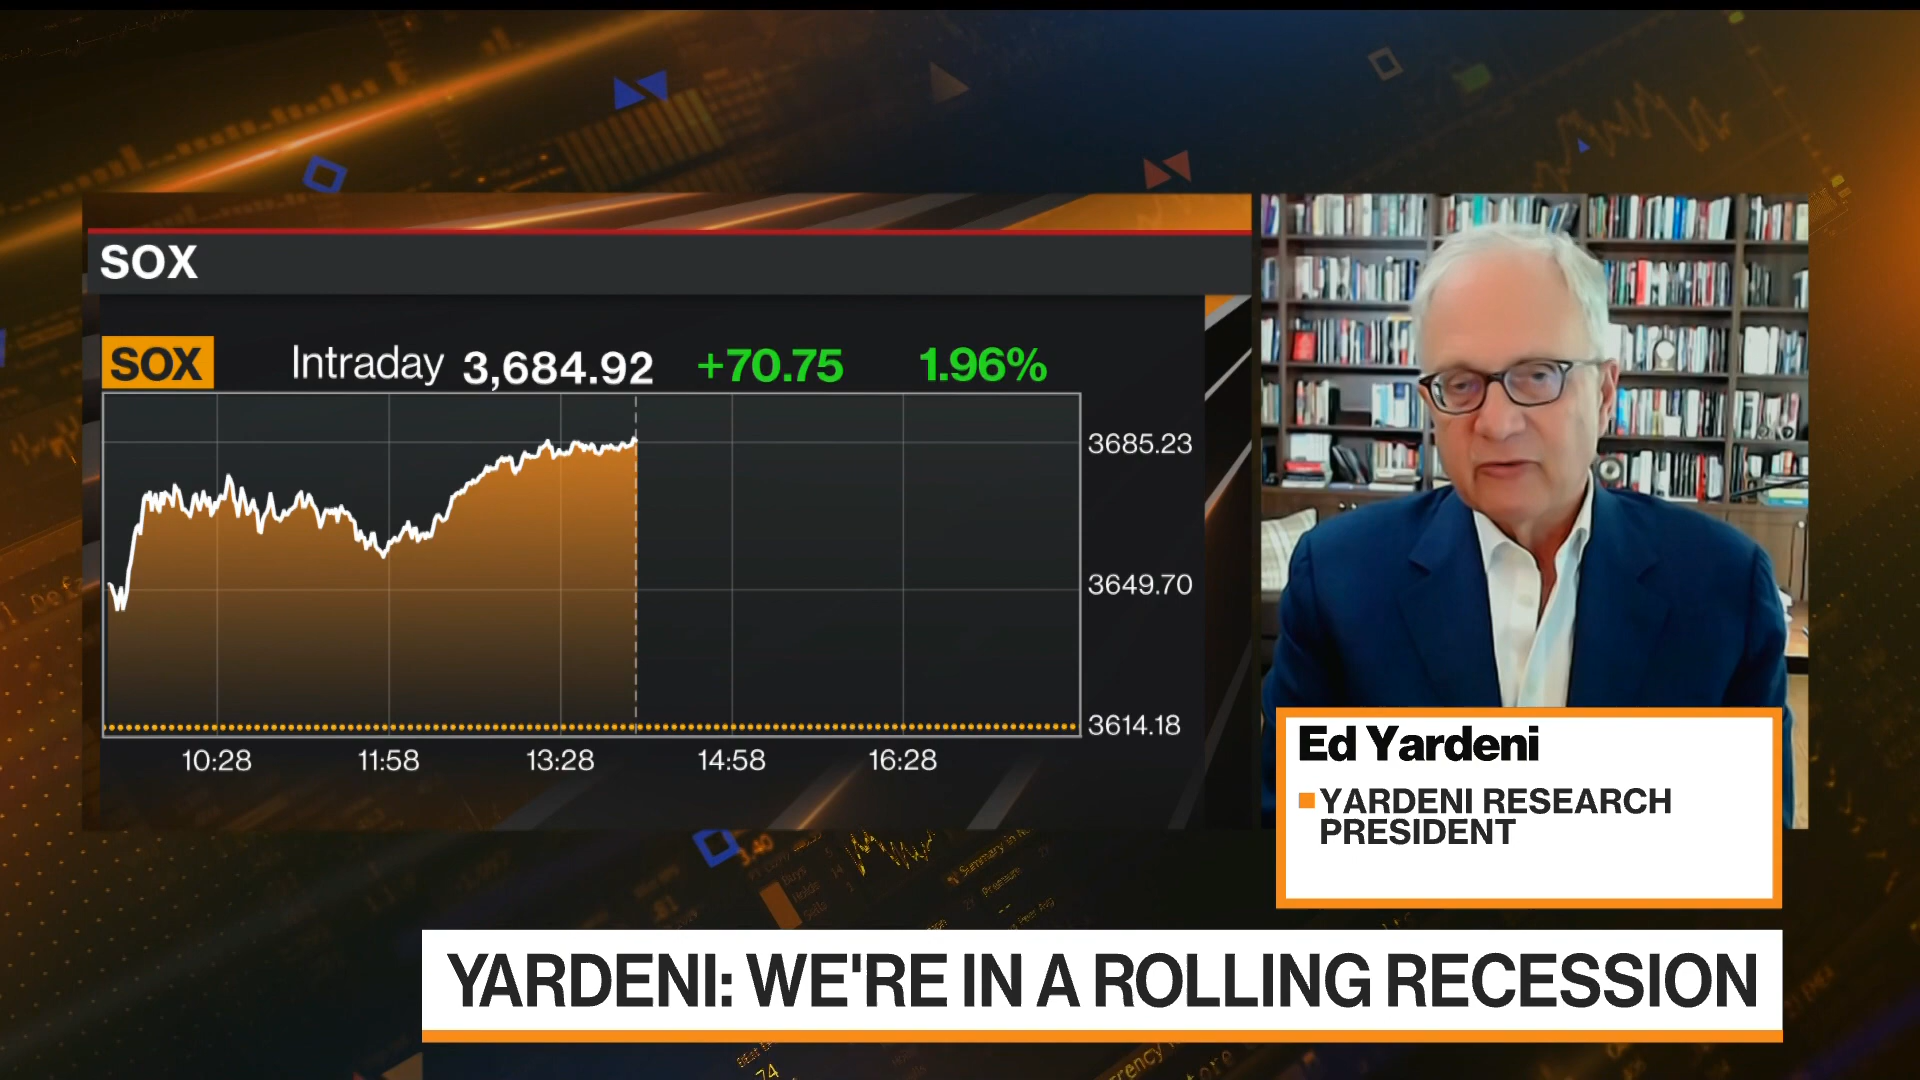 SOX
SOX Intraday 3,684.92 +70.75 1.96%
3685.23
3649.70
3614.18
10:28 11:58 13:28 14:58 16:28
Ed Yardeni
YARDENI RESEARCH
PRESIDENT
YARDENI: WE'RE IN A ROLLING RECESSION